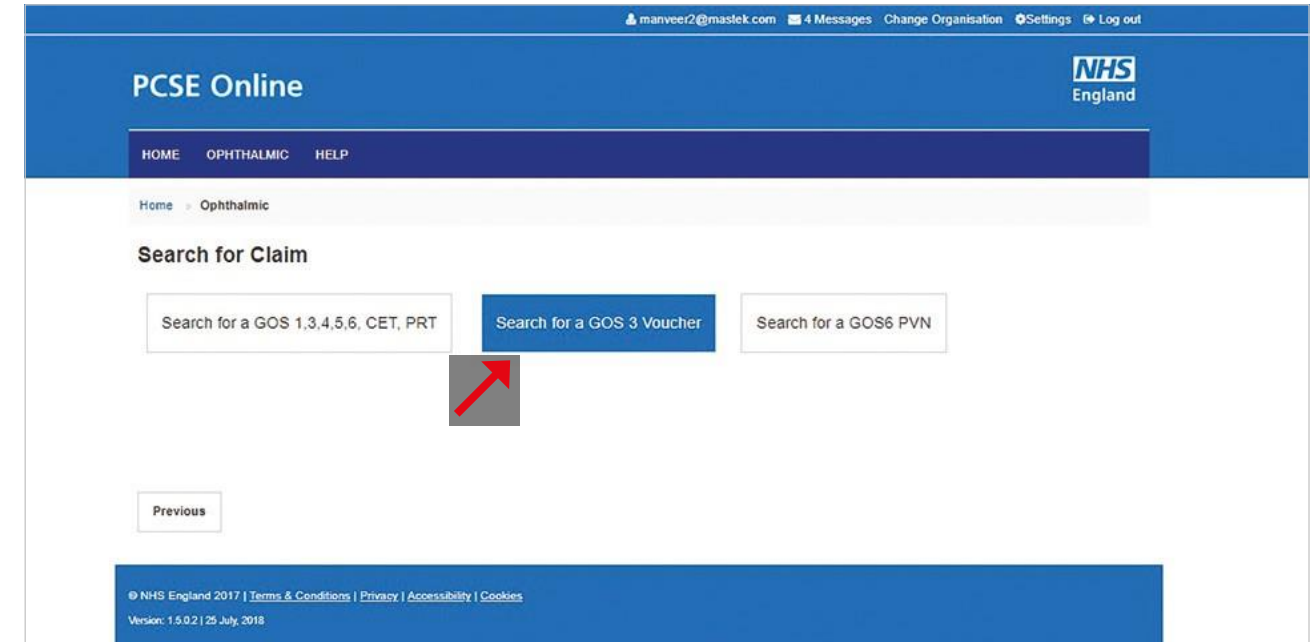 manveer2@mastek.com 4 Messages Change Organisation Settings Log out
PCSE Online
NHS
England
HOME OPHTHALMIC HELP
Home » Ophthalmic
Search for Claim
Search for a GOS 1,3,4,5,6, CET, PRT
Search for a GOS 3 Voucher
Search for a GOS6 PVN
Previous
© NHS England 2017 | Terms & Conditions | Privacy | Accessibility | Cookies
Version: 1.5.0.2 | 25 July, 2018